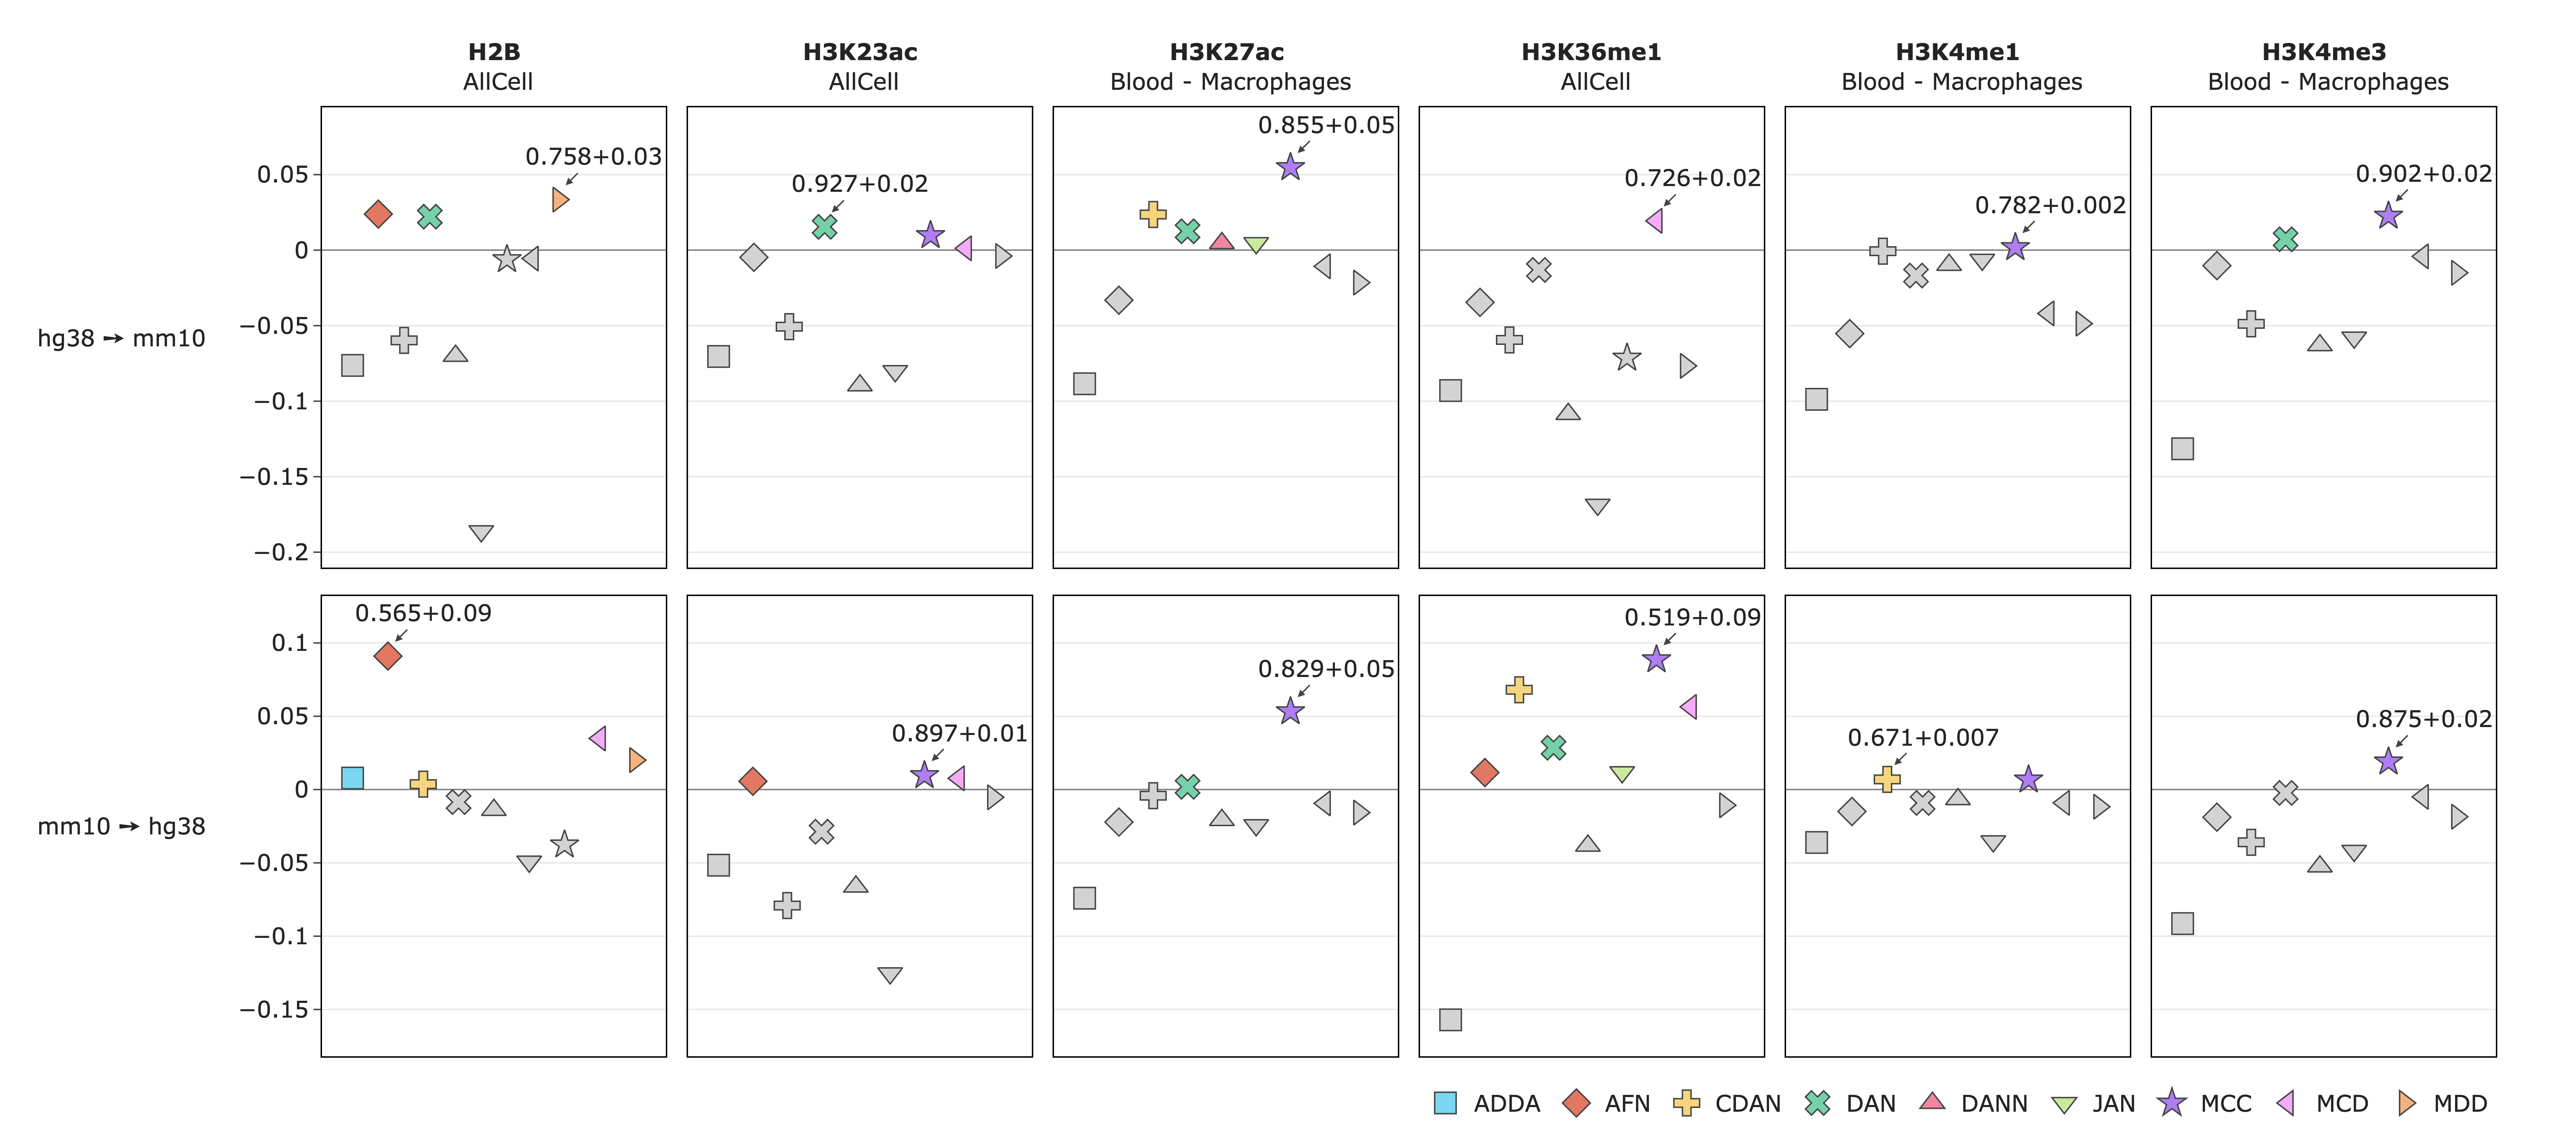 H2B
AllCell
H3K23ac
AllCell
H3K27ac
Blood - Macrophages
H3K36me1
AllCell
H3K4me1
Blood - Macrophages
H3K4me3
Blood - Macrophages
hg38 → mm10
0.05
0
−0.05
−0.1
−0.15
−0.2
0.758+0.03
0.927+0.02
0.855+0.05
0.726+0.02
0.782+0.002
0.902+0.02
mm10 → hg38
0.1
0.05
0
−0.05
−0.1
−0.15
0.565+0.09
0.897+0.01
0.829+0.05
0.519+0.09
0.671+0.007
0.875+0.02
ADDA AFN CDAN DAN DANN JAN MCC MCD MDD